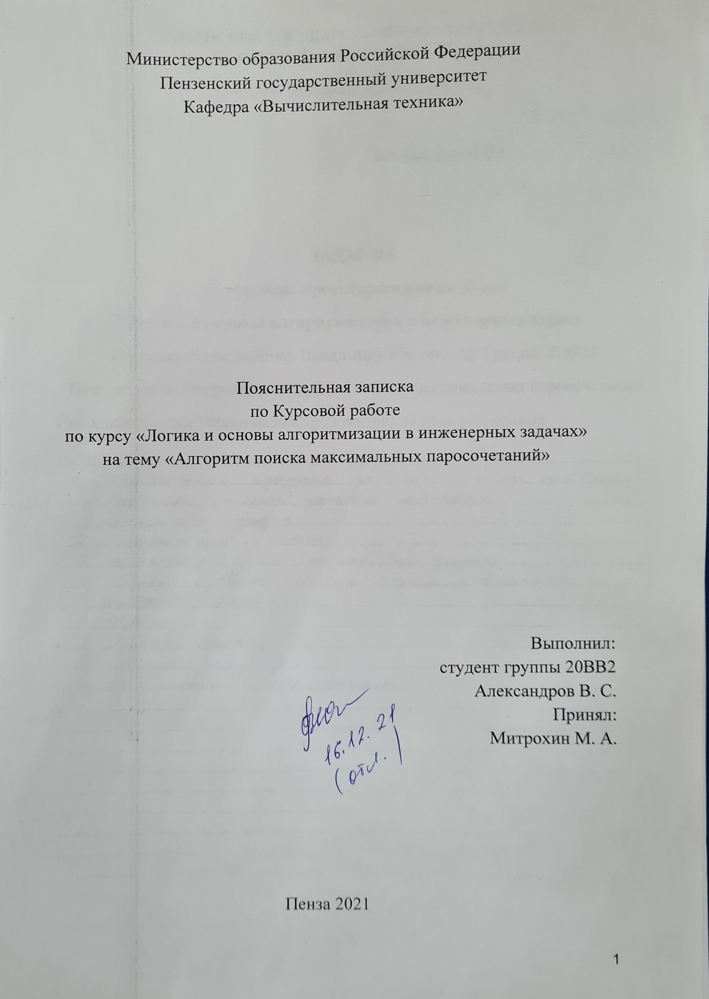 Министерство образования Российской Федерации
Пензенский государственный университет
Кафедра «Вычислительная техника»
Пояснительная записка
по Курсовой работе
по курсу «Логика и основы алгоритмизации в инженерных задачах»
на тему «Алгоритм поиска максимальных паросочетаний»
Выполнил:
студент группы 20ВВ2
Александров В. С.
Принял:
Митрохин М. А.
16.12.21
(отл.)
Пенза 2021
1